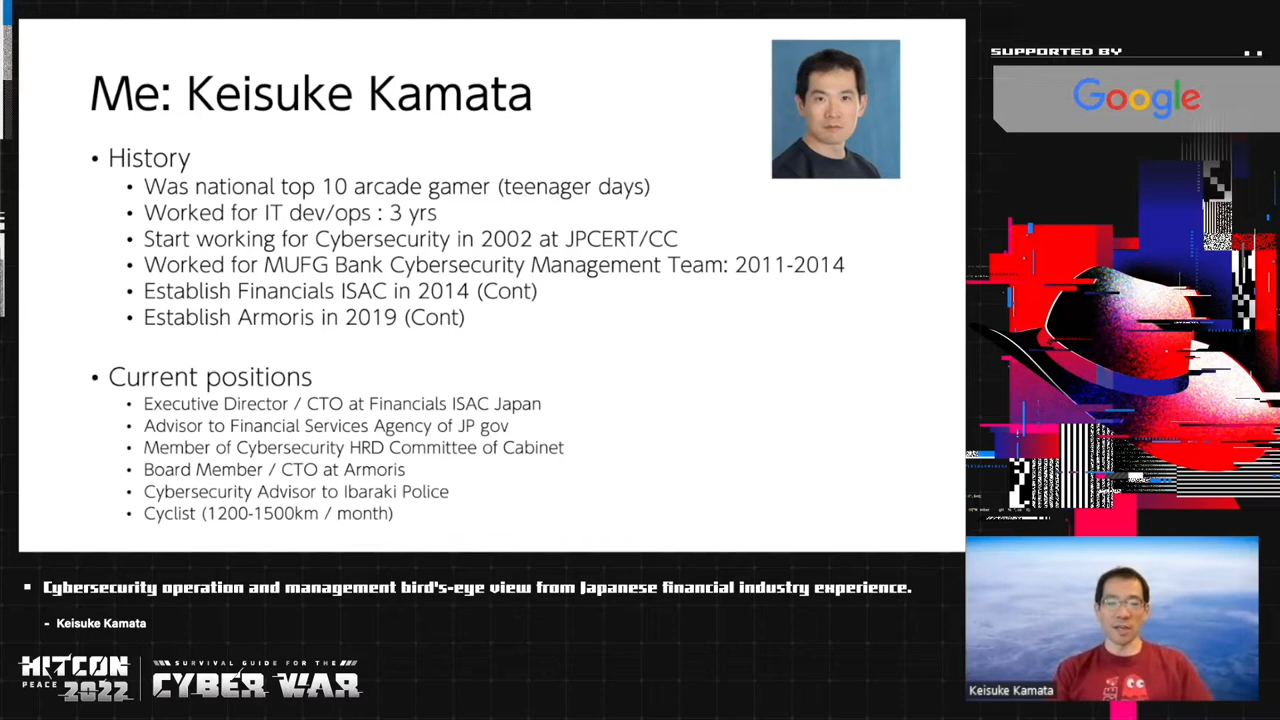 Me: Keisuke Kamata
• History
• Was national top 10 arcade gamer (teenager days)
• Worked for IT dev/ops : 3 yrs
• Start working for Cybersecurity in 2002 at JPCERT/CC
• Worked for MUFG Bank Cybersecurity Management Team: 2011-2014
• Establish Financials ISAC in 2014 (Cont)
• Establish Armoris in 2019 (Cont)
• Current positions
• Executive Director / CTO at Financials ISAC Japan
• Advisor to Financial Services Agency of JP gov
• Member of Cybersecurity HRD Committee of Cabinet
• Board Member / CTO at Armoris
• Cybersecurity Advisor to Ibaraki Police
• Cyclist (1200-1500km / month)
SUPPORTED BY
Google
Cybersecurity operation and management bird's-eye view from Japanese financial industry experience.
- Keisuke Kamata
HITCON
PEACE 2022
SURVIVAL GUIDE FOR THE
CYBER WAR
Keisuke Kamata